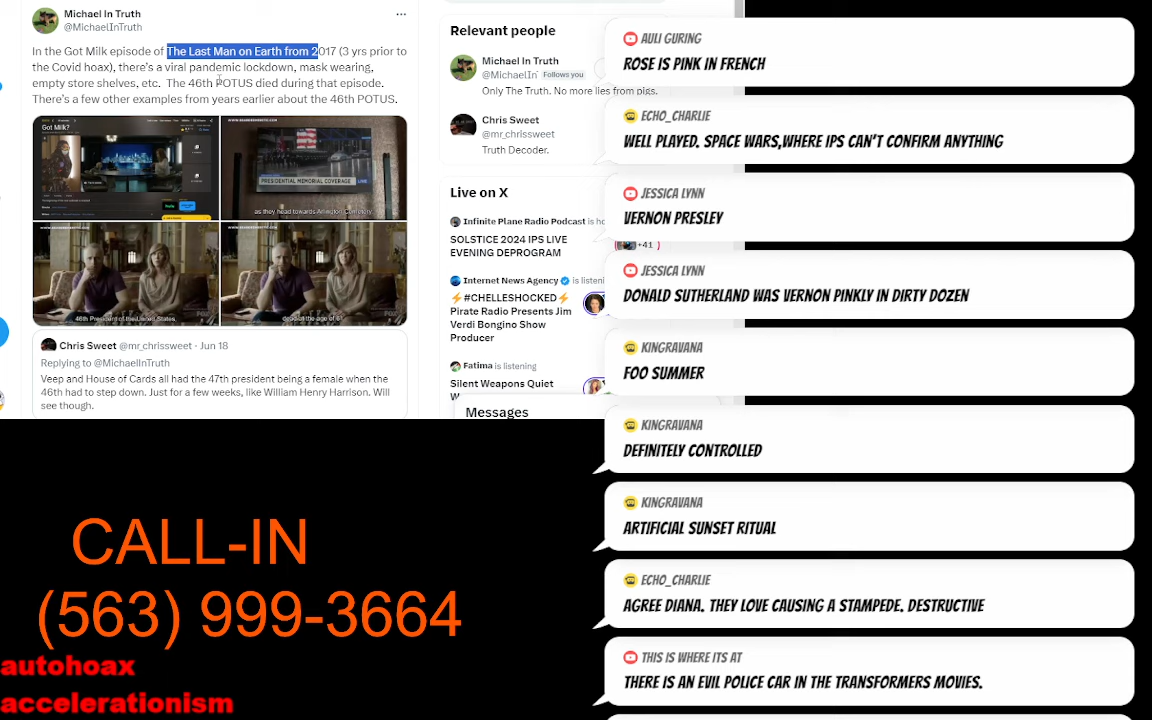 Michael In Truth
@MichaelInTruth
In the Got Milk episode of The Last Man on Earth from 2017 (3 yrs prior to
the Covid hoax), there's a viral pandemic lockdown, mask wearing,
empty store shelves, etc. The 46th POTUS died during that episode.
There's a few other examples from years earlier about the 46th POTUS.
Got Milk?
PRESIDENTIAL MEMORIAL COVERAGE
LIVE
as they head towards Arlington Cemetery,
46th President of the United States,
dead at the age of 61.
Chris Sweet @mr_chrissweet · Jun 18
Replying to @MichaelInTruth
Veep and House of Cards all had the 47th president being a female when the
46th had to step down. Just for a few weeks, like William Henry Harrison. Will
see though.
Relevant people
Michael In Truth
@MichaelIn Follows you
Only The Truth. No more lies from pigs.
Chris Sweet
@mr_chrissweet
Truth Decoder.
Live on X
Infinite Plane Radio Podcast is ho
SOLSTICE 2024 IPS LIVE
EVENING DEPROGRAM
+41
Internet News Agency is listeni
⚡#CHELLESHOCKED⚡
Pirate Radio Presents Jim
Verdi Bongino Show
Producer
Fatima is listening
Silent Weapons Quiet
Messages
AULI GURING
ROSE IS PINK IN FRENCH
ECHO_CHARLIE
WELL PLAYED. SPACE WARS,WHERE IPS CAN'T CONFIRM ANYTHING
JESSICA LYNN
VERNON PRESLEY
JESSICA LYNN
DONALD SUTHERLAND WAS VERNON PINKLY IN DIRTY DOZEN
KINGRAVANA
FOO SUMMER
KINGRAVANA
DEFINITELY CONTROLLED
KINGRAVANA
ARTIFICIAL SUNSET RITUAL
ECHO_CHARLIE
AGREE DIANA. THEY LOVE CAUSING A STAMPEDE. DESTRUCTIVE
THIS IS WHERE ITS AT
THERE IS AN EVIL POLICE CAR IN THE TRANSFORMERS MOVIES.
CALL-IN
(563) 999-3664
autohoax
accelerationism